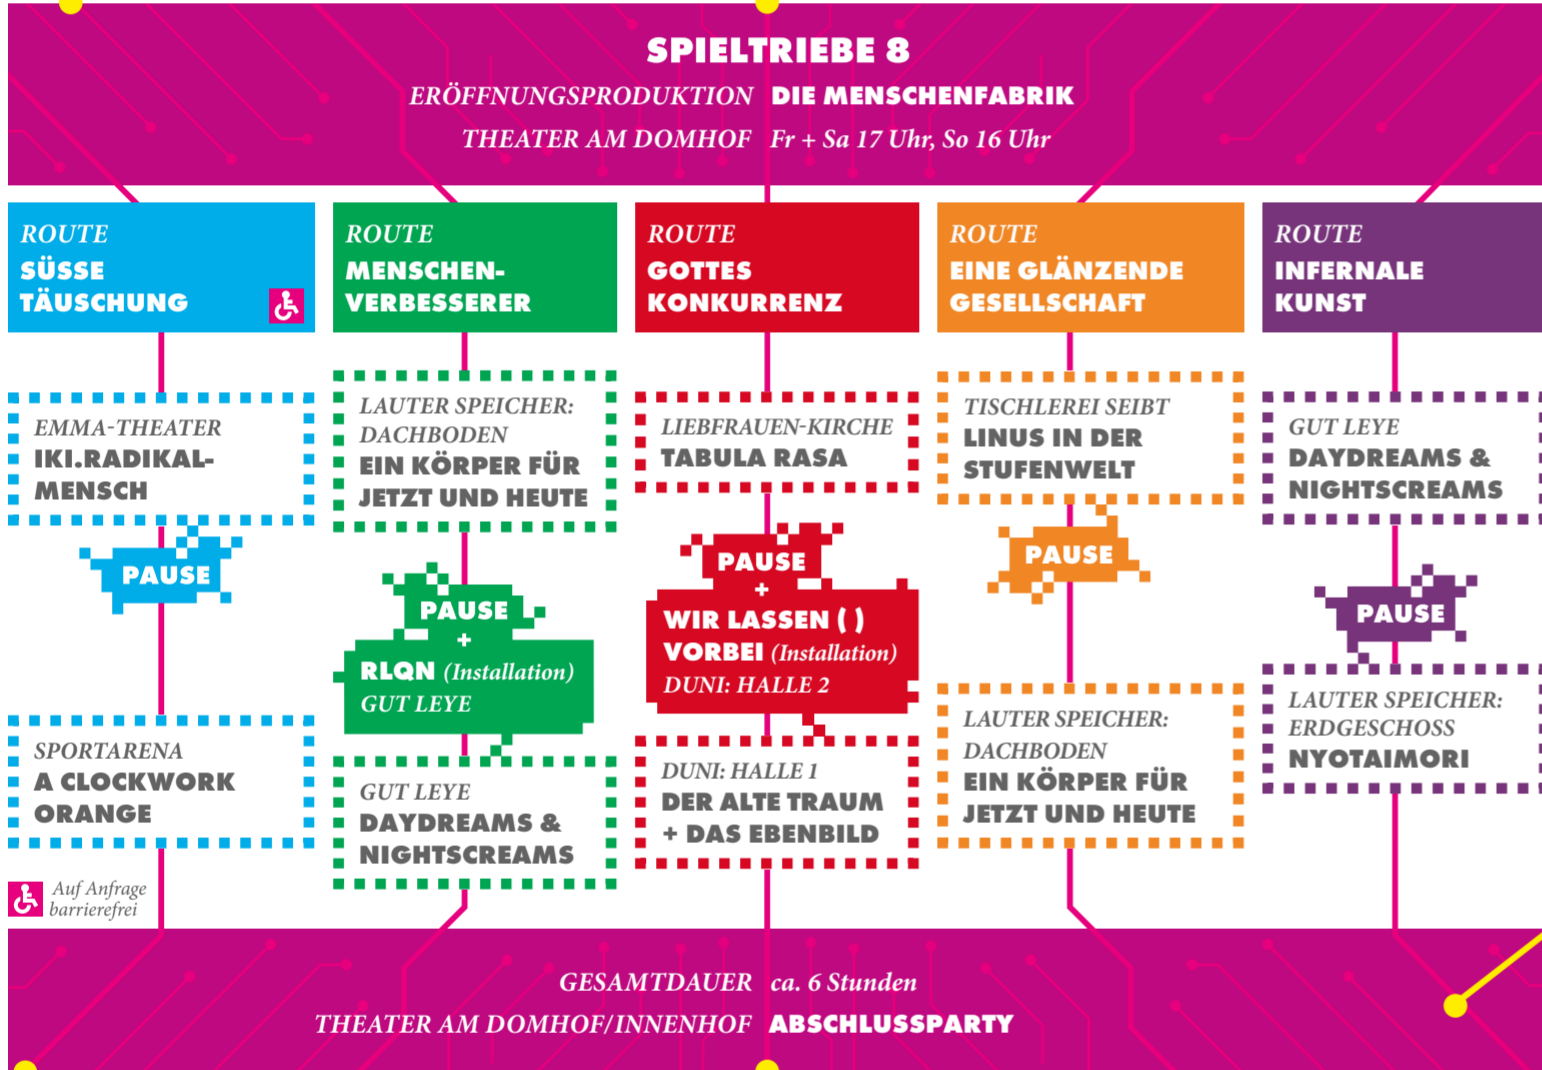 SPIELTRIEBE 8
ERÖFFNUNGSPRODUKTION DIE MENSCHENFABRIK
THEATER AM DOMHOF Fr + Sa 17 Uhr, So 16 Uhr
ROUTE
SÜSSE
TÄUSCHUNG
EMMA-THEATER
IKI.RADIKAL-
MENSCH
PAUSE
SPORTARENA
A CLOCKWORK
ORANGE
Auf Anfrage
barrierefrei
ROUTE
MENSCHEN-
VERBESSERER
LAUTER SPEICHER:
DACHBODEN
EIN KÖRPER FÜR
JETZT UND HEUTE
PAUSE
+
RLQN (Installation)
GUT LEYE
GUT LEYE
DAYDREAMS &
NIGHTSCREAMS
ROUTE
GOTTES
KONKURRENZ
LIEBFRAUEN-KIRCHE
TABULA RASA
PAUSE
+
WIR LASSEN ( )
VORBEI (Installation)
DUNI: HALLE 2
DUNI: HALLE 1
DER ALTE TRAUM
+ DAS EBENBILD
ROUTE
EINE GLÄNZENDE
GESELLSCHAFT
TISCHLEREI SEIBT
LINUS IN DER
STUFENWELT
PAUSE
LAUTER SPEICHER:
DACHBODEN
EIN KÖRPER FÜR
JETZT UND HEUTE
ROUTE
INFERNALE
KUNST
GUT LEYE
DAYDREAMS &
NIGHTSCREAMS
PAUSE
LAUTER SPEICHER:
ERDGESCHOSS
NYOTAIMORI
GESAMTDAUER ca. 6 Stunden
THEATER AM DOMHOF/INNENHOF ABSCHLUSSPARTY